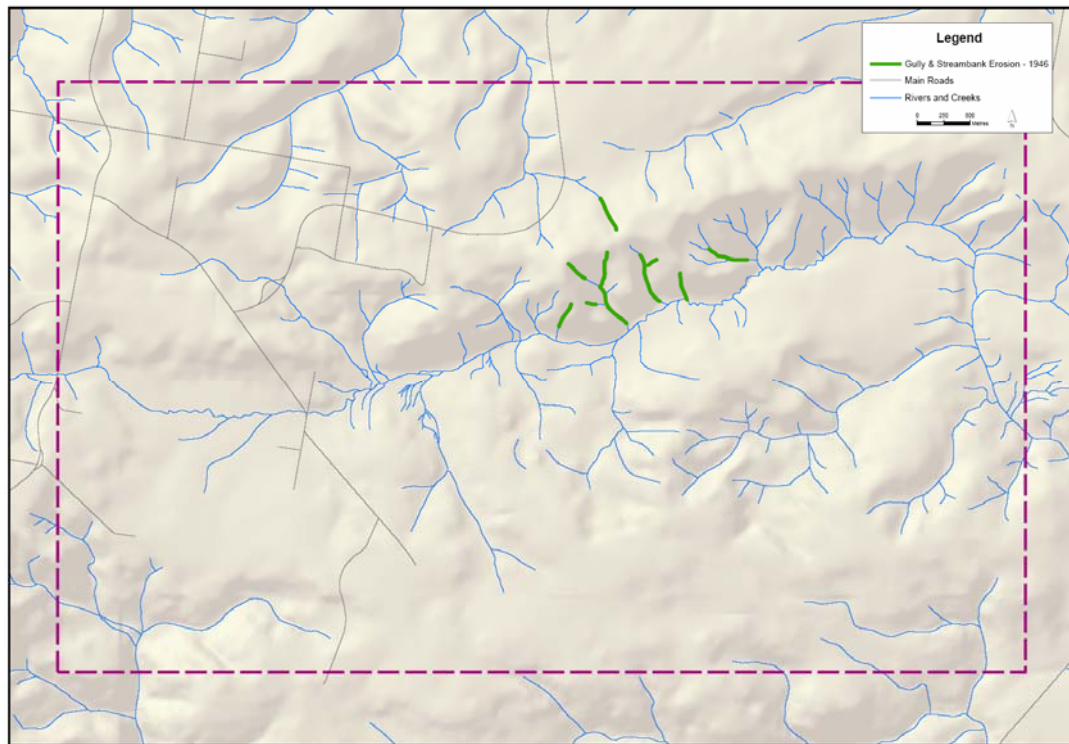 Legend
Gully & Streambank Erosion - 1946
Main Roads
Rivers and Creeks
0 250 500
Metres